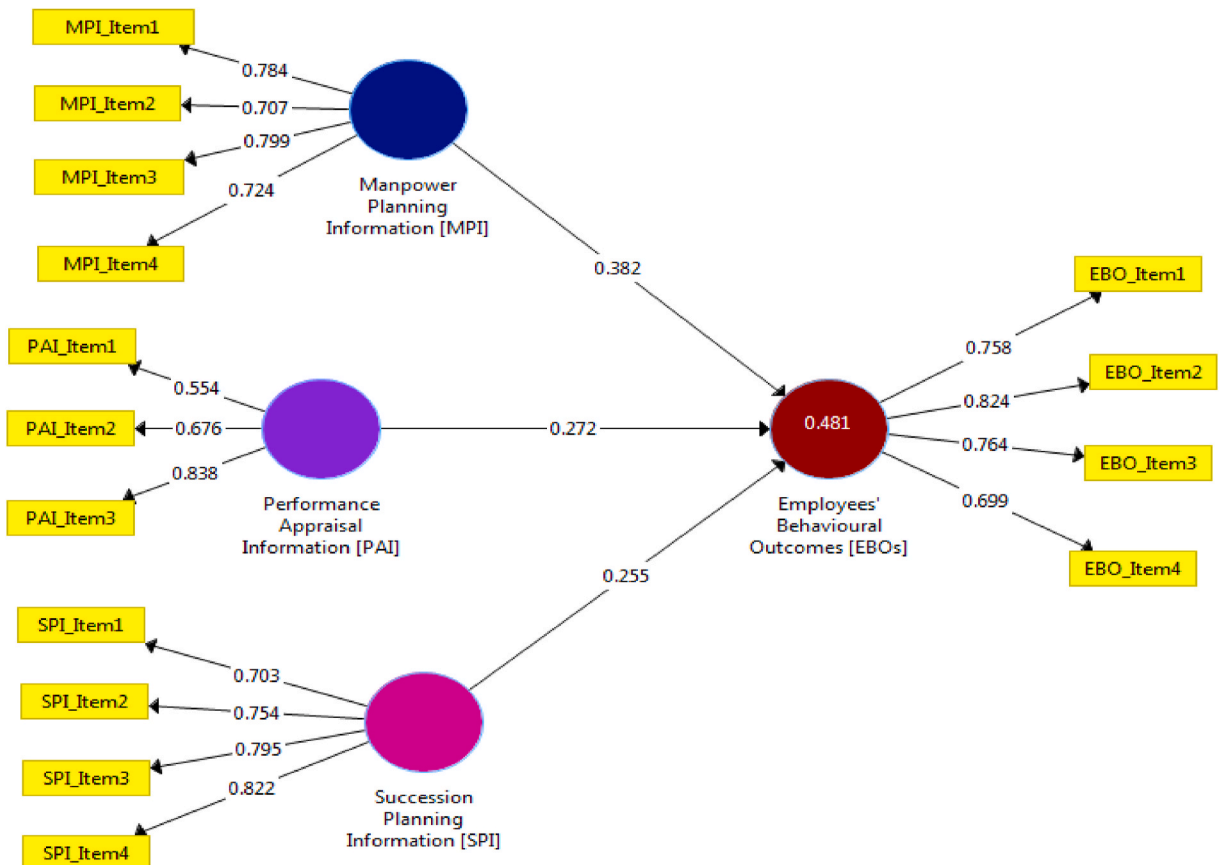 MPI_Item1
0.784
MPI_Item2
0.707
0.799
MPI_Item3
0.724
MPI_Item4
Manpower
Planning
Information [MPI]
0.382
PAI_Item1
0.554
PAI_Item2
0.676
0.838
PAI_Item3
Performance
Appraisal
Information [PAI]
0.272
SPI_Item1
0.703
SPI_Item2
0.754
0.795
SPI_Item3
0.822
SPI_Item4
Succession
Planning
Information [SPI]
0.255
0.481
Employees'
Behavioural
Outcomes [EBOs]
EBO_Item1
0.758
EBO_Item2
0.824
0.764
EBO_Item3
0.699
EBO_Item4